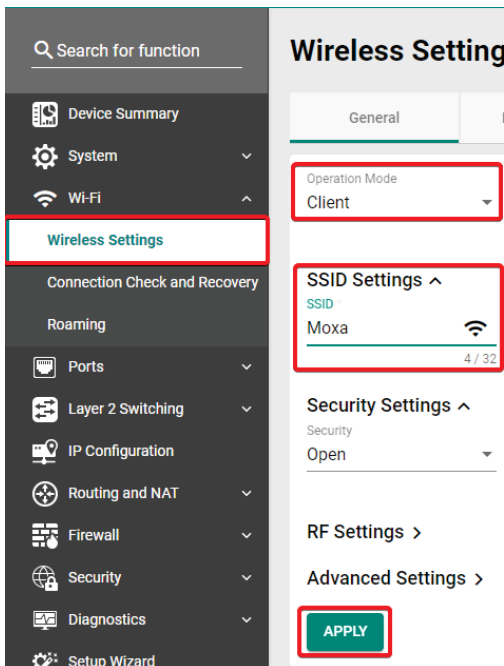 Search for function
Device Summary
System
Wi-Fi
Wireless Settings
Connection Check and Recovery
Roaming
Ports
Layer 2 Switching
IP Configuration
Routing and NAT
Firewall
Security
Diagnostics
Setup Wizard
Wireless Setting
General
Operation Mode
Client
SSID Settings
SSID *
Moxa
4 / 32
Security Settings
Security
Open
RF Settings >
Advanced Settings >
APPLY